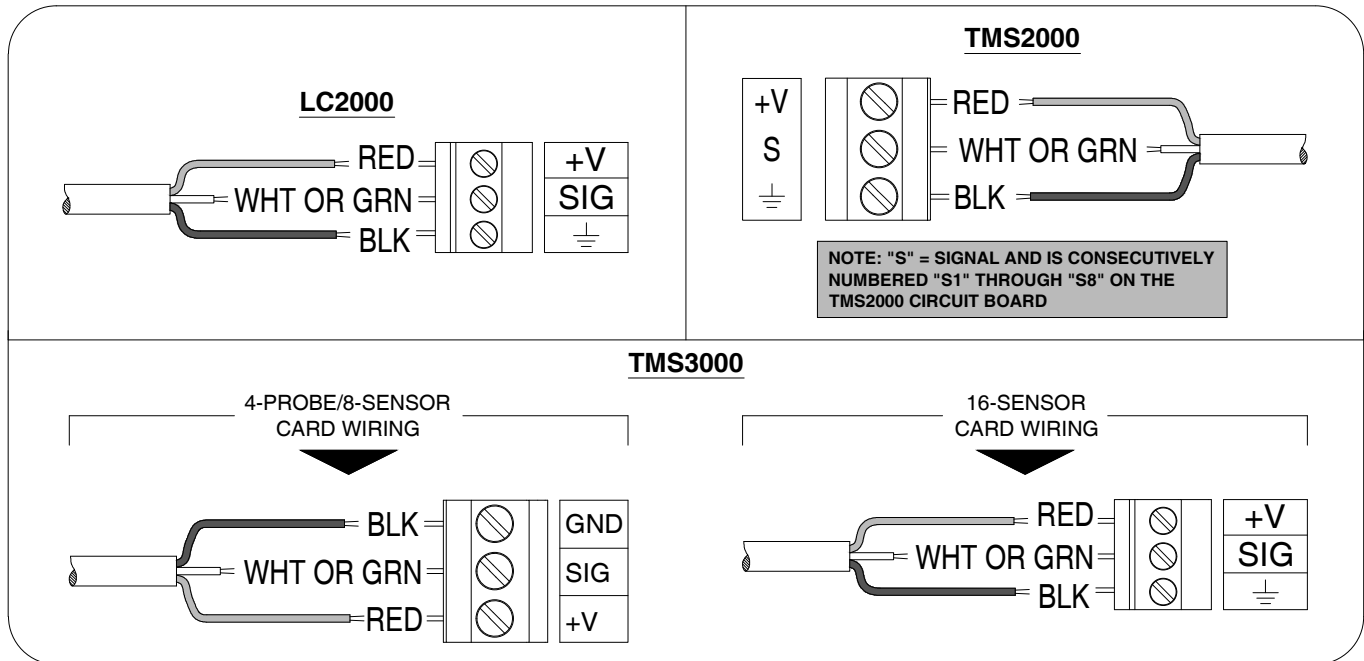 LC2000
RED
+V
WHT OR GRN
SIG
BLK
TMS2000
+V
RED
S
WHT OR GRN
BLK
NOTE: "S" = SIGNAL AND IS CONSECUTIVELY
NUMBERED "S1" THROUGH "S8" ON THE
TMS2000 CIRCUIT BOARD
TMS3000
4-PROBE/8-SENSOR
CARD WIRING
BLK
GND
WHT OR GRN
SIG
RED
+V
16-SENSOR
CARD WIRING
RED
+V
WHT OR GRN
SIG
BLK